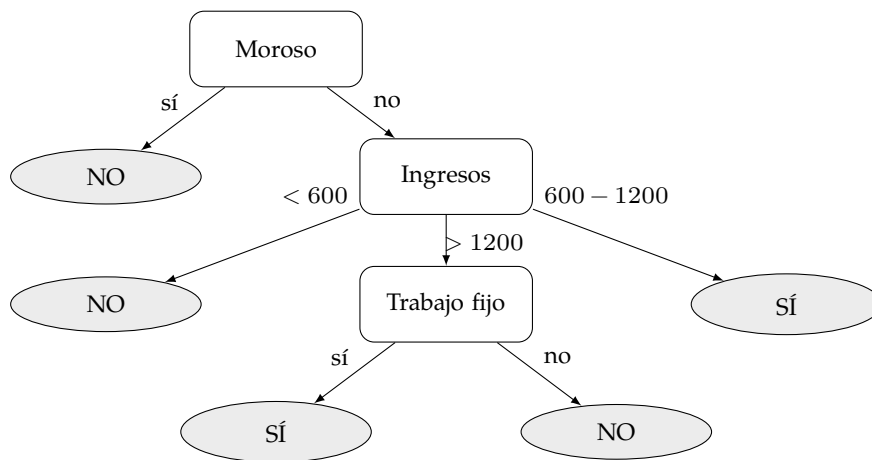 Moroso
sí
no
NO
Ingresos
< 600
600 − 1200
> 1200
NO
Trabajo fijo
SÍ
sí
no
SÍ
NO